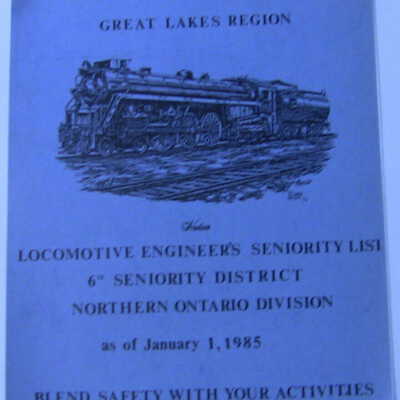 GREAT LAKES REGION
LOCOMOTIVE ENGINEER'S SENIORITY LIST
6TH SENIORITY DISTRICT
NORTHERN ONTARIO DIVISION
as of January 1, 1985
BLEND SAFETY WITH YOUR ACTIVITIES